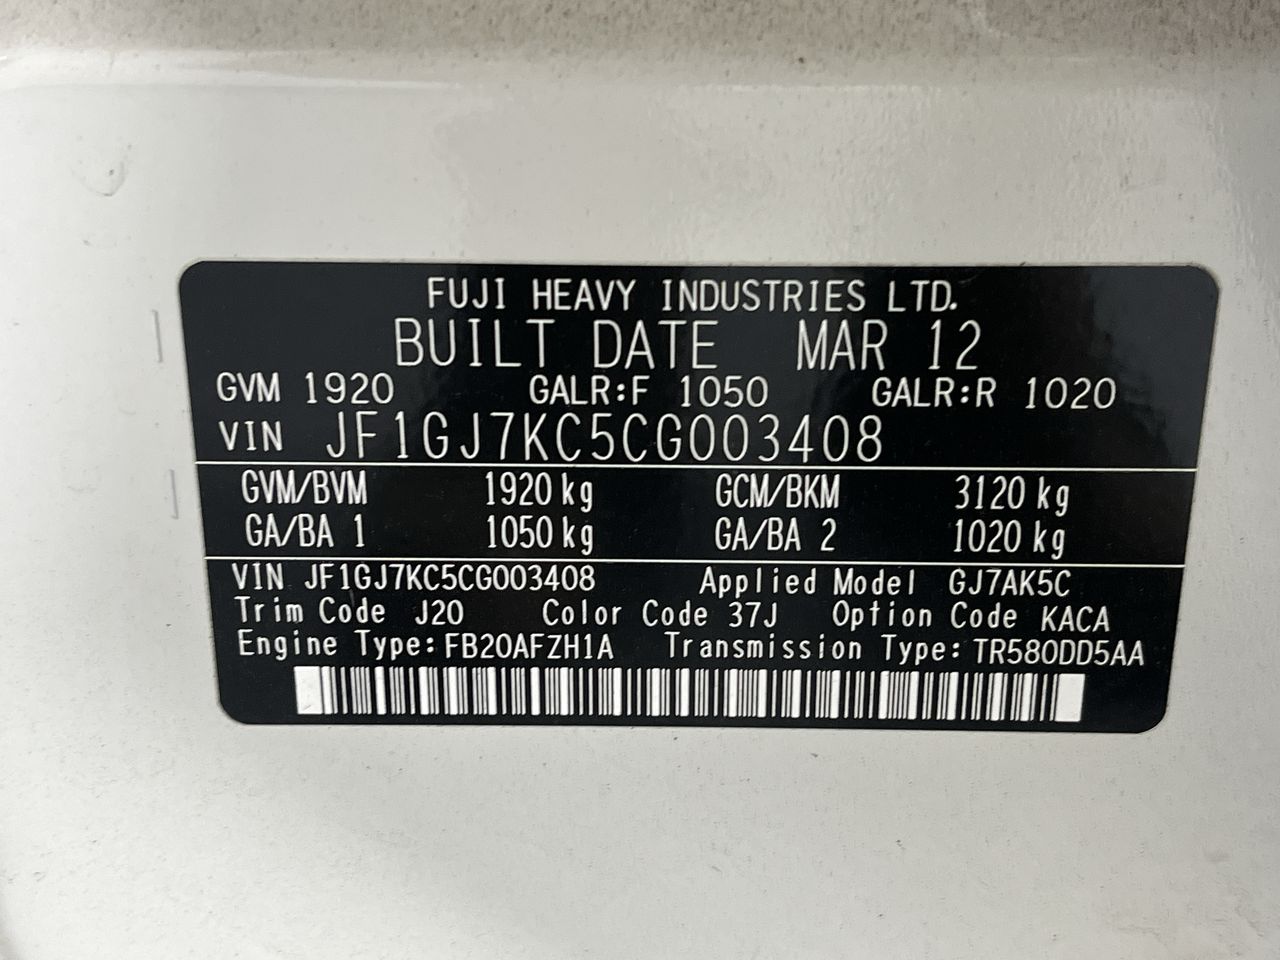 FUJI HEAVY INDUSTRIES LTD.
BUILT DATE MAR 12
GVM 1920 GALR:F 1050 GALR:R 1020
VIN JF1GJ7KC5CG003408
GVM/BVM 1920 kg GCM/BKM 3120 kg
GA/BA 1 1050 kg GA/BA 2 1020 kg
VIN JF1GJ7KC5CG003408 Applied Model GJ7AK5C
Trim Code J20 Color Code 37J Option Code KACA
Engine Type: FB20AFZH1A Transmission Type: TR580DD5AA